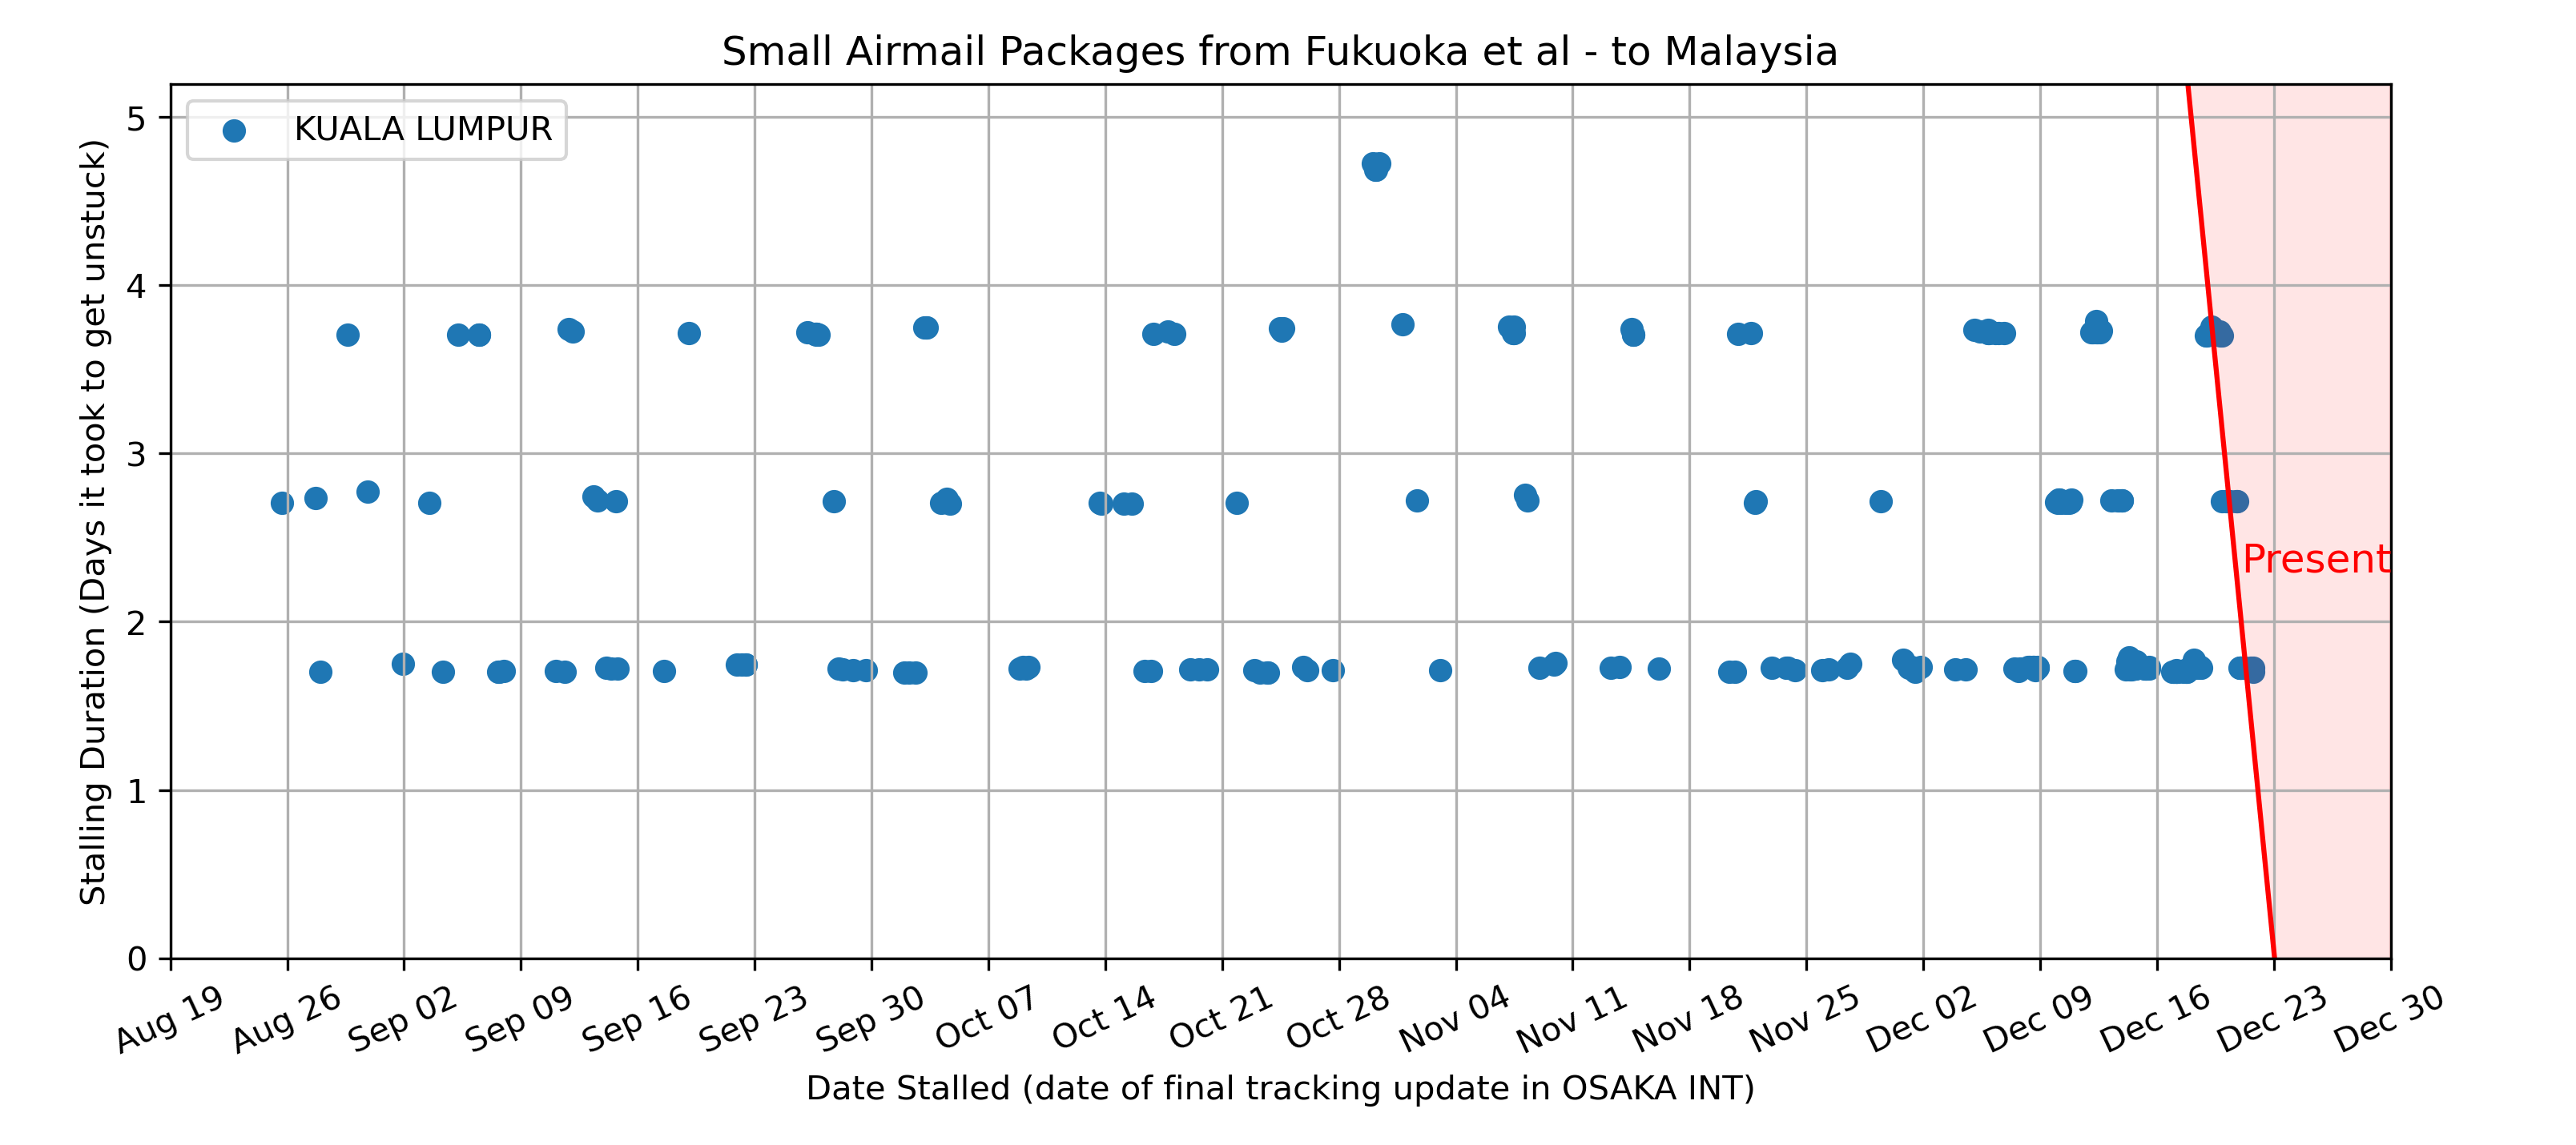 Small Airmail Packages from Fukuoka et al - to Malaysia
KUALA LUMPUR
Stalling Duration (Days it took to get unstuck)
5
4
3
2
1
0
Present
Aug 19
Aug 26
Sep 02
Sep 09
Sep 16
Sep 23
Sep 30
Oct 07
Oct 14
Oct 21
Oct 28
Nov 04
Nov 11
Nov 18
Nov 25
Dec 02
Dec 09
Dec 16
Dec 23
Dec 30
Date Stalled (date of final tracking update in OSAKA INT)